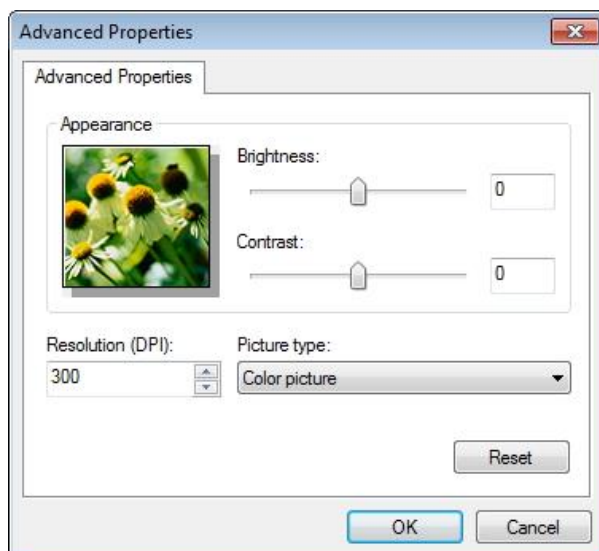 Advanced Properties
Advanced Properties
Appearance
Brightness:
0
Contrast:
0
Resolution (DPI):
Picture type:
300
Color picture
Reset
OK
Cancel